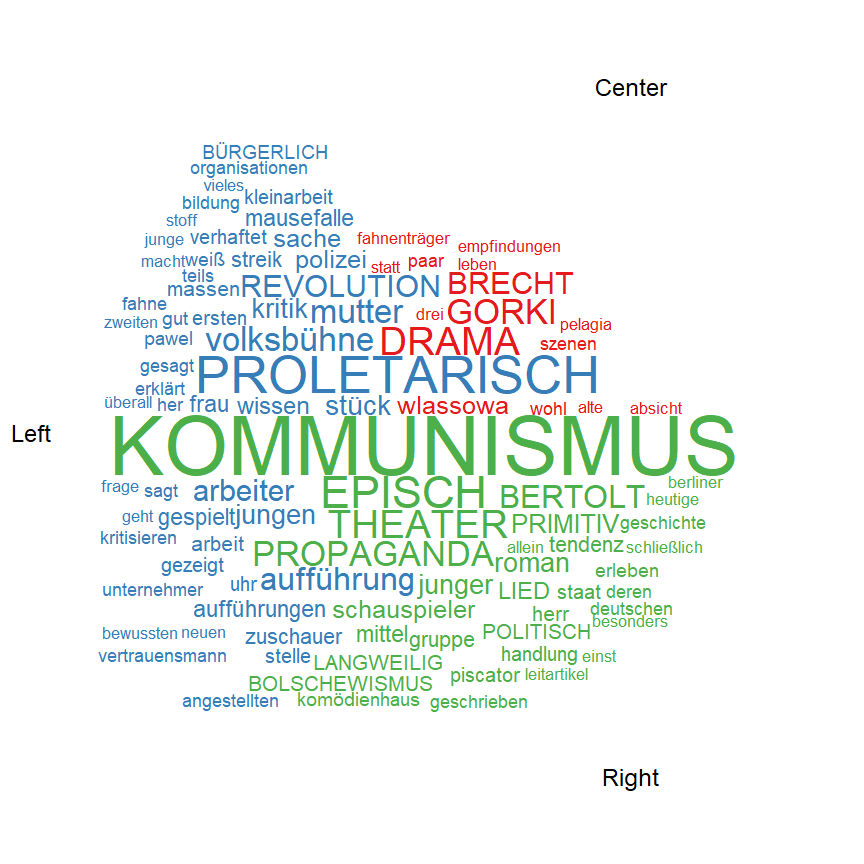 Center
BÜRGERLICH
organisationen
vieles
bildung kleinarbeit
stoff mausefalle
junge verhaftet sache fahnenträger
empfindungen
macht weiß streik polizei statt paar leben
teils
massen REVOLUTION BRECHT
fahne kritik mutter drei GORKI
zweiten gut ersten pelagia
pawel volksbühne DRAMA szenen
gesagt PROLETARISCH
erklärt
überall her frau wissen stück wlassowa wohl alte absicht
Left KOMMUNISMUS
frage sagt arbeiter EPISCH BERTOLT berliner
heutige
geht gespielt jungen THEATER PRIMITIV geschichte
kritisieren arbeit PROPAGANDA allein tendenz schließlich
gezeigt roman erleben
unternehmer uhr aufführung junger LIED staat deren
aufführungen schauspieler herr deutschen
besonders
bewussten neuen zuschauer mittel gruppe POLITISCH
vertrauensmann stelle LANGWEILIG handlung einst
BOLSCHEWISMUS piscator leitartikel
angestellten komödienhaus geschrieben
Right